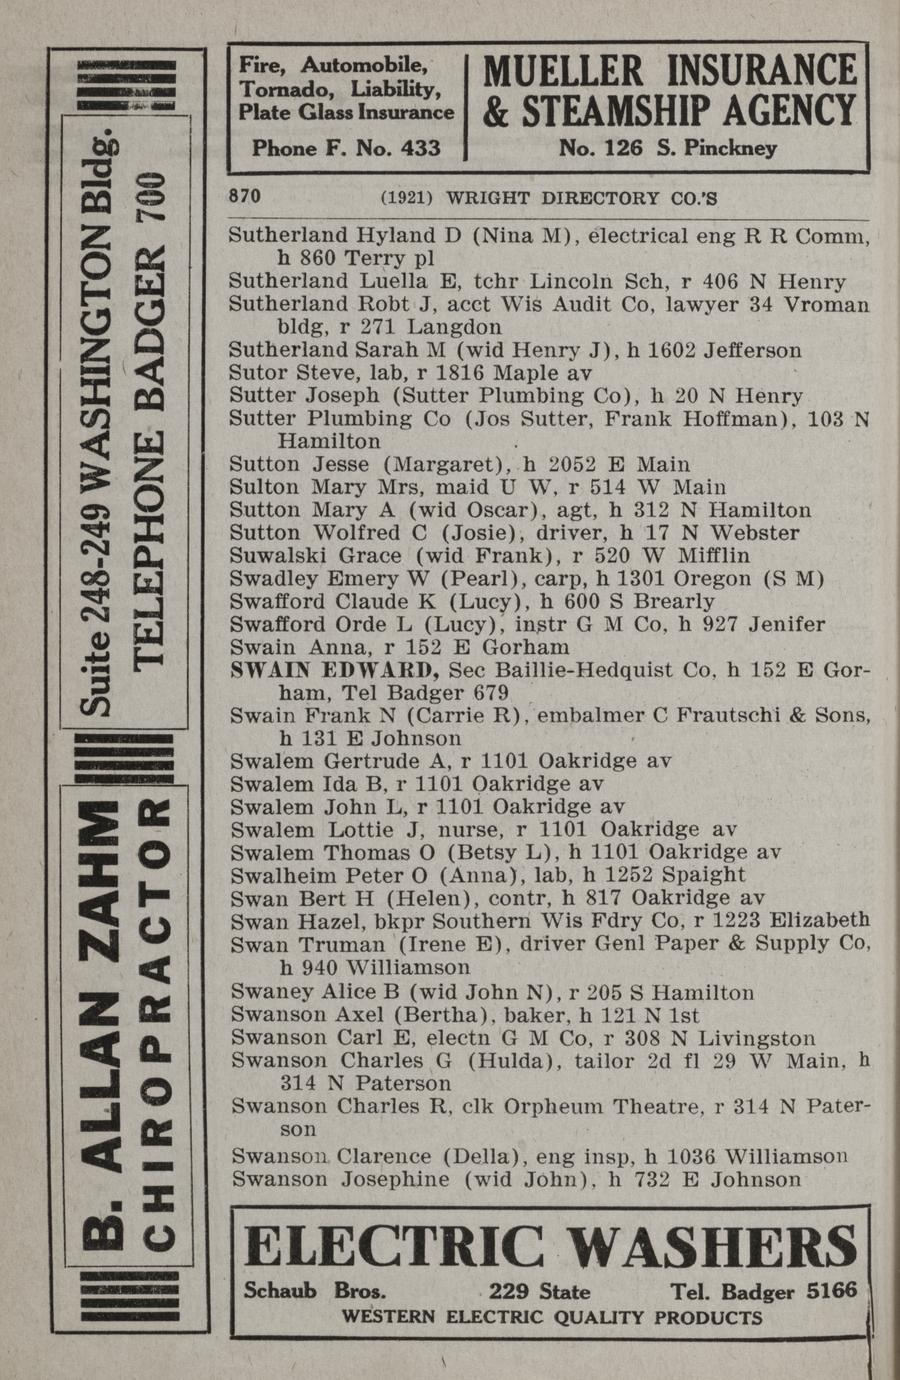 Fire, Automobile,
Tornado, Liability,
Plate Glass Insurance
Phone F. No. 433
MUELLER INSURANCE
& STEAMSHIP AGENCY
No. 126 S. Pinckney
870 (1921) WRIGHT DIRECTORY CO.'S
Sutherland Hyland D (Nina M), electrical eng R R Comm,
h 860 Terry pl
Sutherland Luella E, tchr Lincoln Sch, r 406 N Henry
Sutherland Robt J, acct Wis Audit Co, lawyer 34 Vroman
bldg, r 271 Langdon
Sutherland Sarah M (wid Henry J), h 1602 Jefferson
Sutor Steve, lab, r 1816 Maple av
Sutter Joseph (Sutter Plumbing Co), h 20 N Henry
Sutter Plumbing Co (Jos Sutter, Frank Hoffman), 103 N
Hamilton
Sutton Jesse (Margaret), h 2052 E Main
Sulton Mary Mrs, maid U W, r 514 W Main
Sutton Mary A (wid Oscar), agt, h 312 N Hamilton
Sutton Wolfred C (Josie), driver, h 17 N Webster
Suwalski Grace (wid Frank), r 520 W Mifflin
Swadley Emery W (Pearl), carp, h 1301 Oregon (S M)
Swafford Claude K (Lucy), h 600 S Brearly
Swafford Orde L (Lucy), instr G M Co, h 927 Jenifer
Swain Anna, r 152 E Gorham
SWAIN EDWARD, Sec Baillie-Hedquist Co, h 152 E Gor-
ham, Tel Badger 679
Swain Frank N (Carrie R), embalmer C Frautschi & Sons,
h 131 E Johnson
Swalem Gertrude A, r 1101 Oakridge av
Swalem Ida B, r 1101 Oakridge av
Swalem John L, r 1101 Oakridge av
Swalem Lottie J, nurse, r 1101 Oakridge av
Swalem Thomas O (Betsy L), h 1101 Oakridge av
Swalheim Peter O (Anna), lab, h 1252 Spaight
Swan Bert H (Helen), contr, h 817 Oakridge av
Swan Hazel, bkpr Southern Wis Fdry Co, r 1223 Elizabeth
Swan Truman (Irene E), driver Genl Paper & Supply Co,
h 940 Williamson
Swaney Alice B (wid John N), r 205 S Hamilton
Swanson Axel (Bertha), baker, h 121 N 1st
Swanson Carl E, electn G M Co, r 308 N Livingston
Swanson Charles G (Hulda), tailor 2d fl 29 W Main, h
314 N Paterson
Swanson Charles R, clk Orpheum Theatre, r 314 N Pater-
son
Swanson Clarence (Della), eng insp, h 1036 Williamson
Swanson Josephine (wid John), h 732 E Johnson
ELECTRIC WASHERS
Schaub Bros. 229 State Tel. Badger 5166
WESTERN ELECTRIC QUALITY PRODUCTS
B. ALLAN ZAHM
CHIROPRACTOR
Suite 248-249 WASHINGTON Bldg.
TELEPHONE BADGER 700